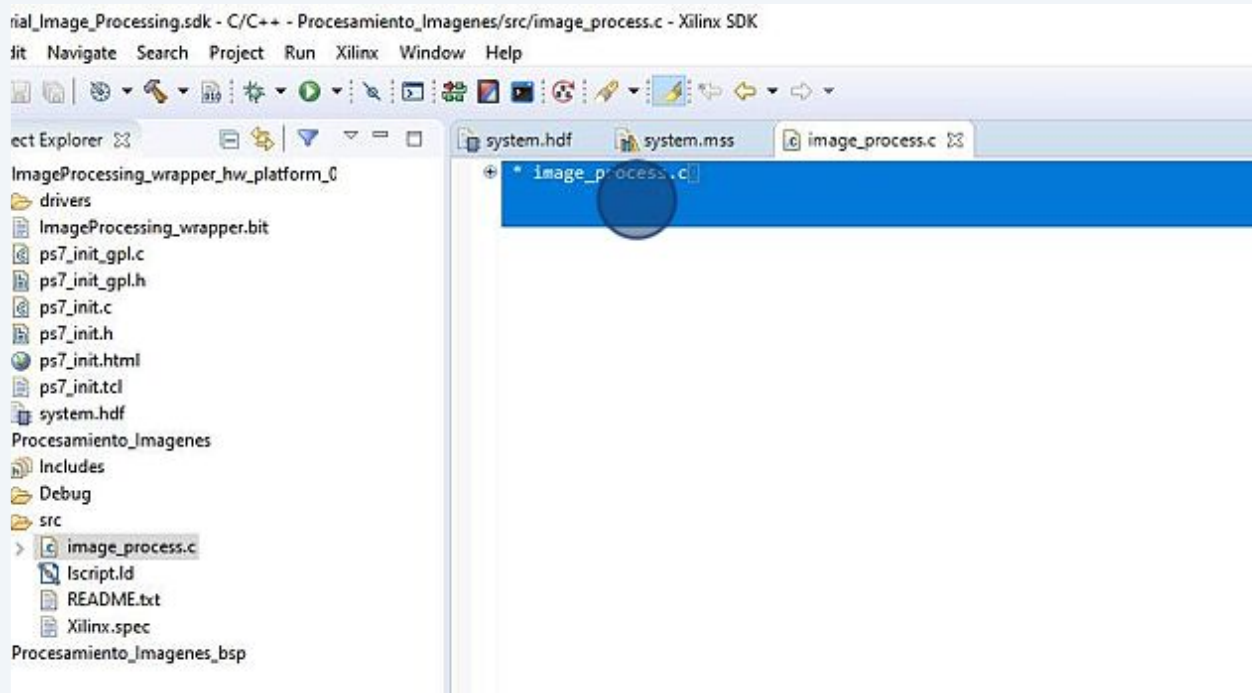 rial_Image_Processing.sdk - C/C++ - Procesamiento_Imagenes/src/image_process.c - Xilinx SDK
dit Navigate Search Project Run Xilinx Window Help
ect Explorer
system.hdf system.mss image_process.c
ImageProcessing_wrapper_hw_platform_0
drivers
ImageProcessing_wrapper.bit
ps7_init_gpl.c
ps7_init_gpl.h
ps7_init.c
ps7_init.h
ps7_init.html
ps7_init.tcl
system.hdf
Procesamiento_Imagenes
Includes
Debug
src
image_process.c
lscript.ld
README.txt
Xilinx.spec
Procesamiento_Imagenes_bsp
* image_process.c